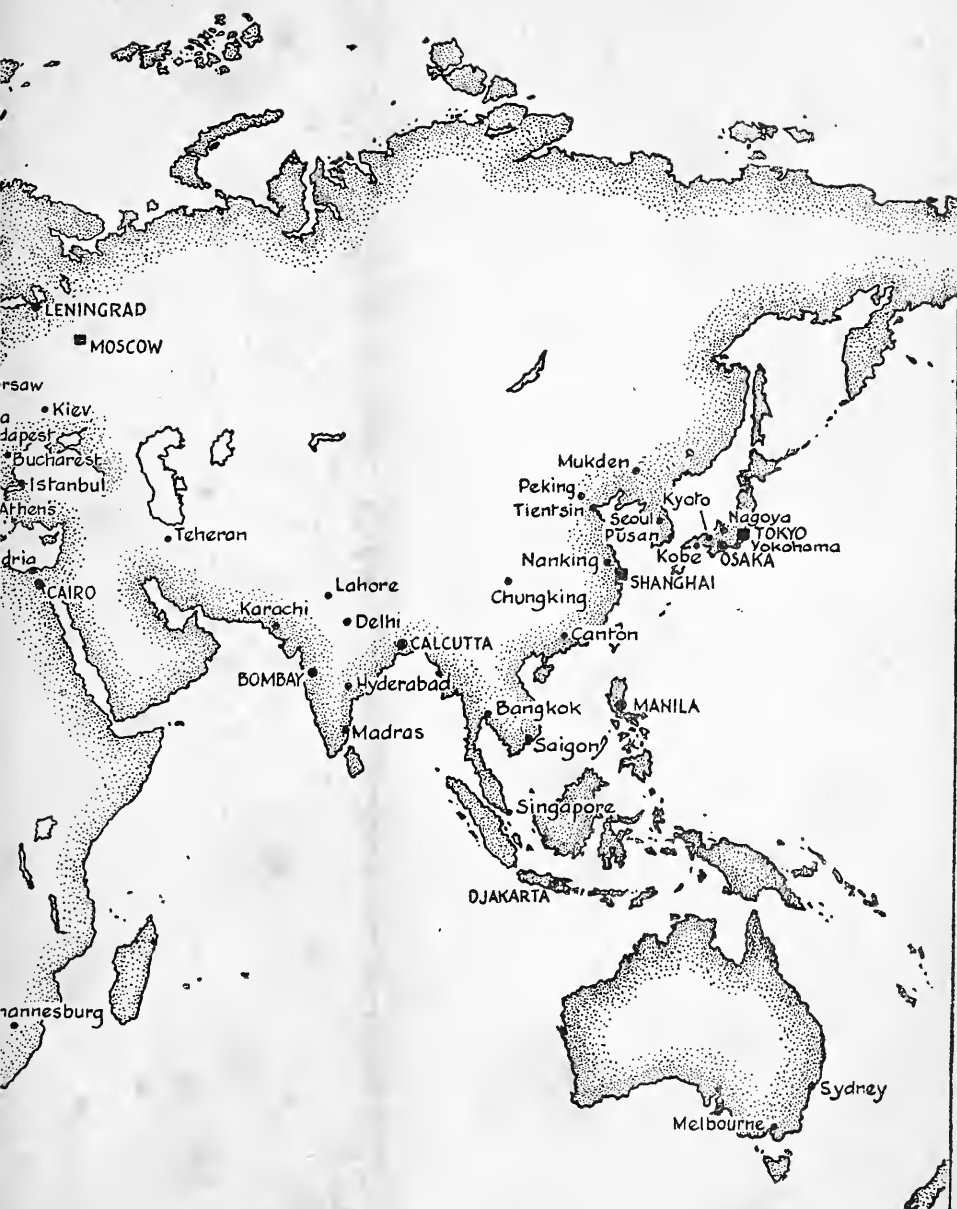 LENINGRAD
MOSCOW
rsaw
Kiev
a
dapest
Bucharest
Istanbul
Athens
Teheran
dria
CAIRO
Mukden
Peking
Tientsin
Seoul
Pusan
Kyoto
Nagoya
TOKYO
Yokohama
Kobe
OSAKA
Nanking
SHANGHAI
Chungking
Lahore
Karachi
Delhi
CALCUTTA
Canton
BOMBAY
Hyderabad
Bangkok
MANILA
Madras
Saigon
Singapore
DJAKARTA
hannesburg
Sydney
Melbourne